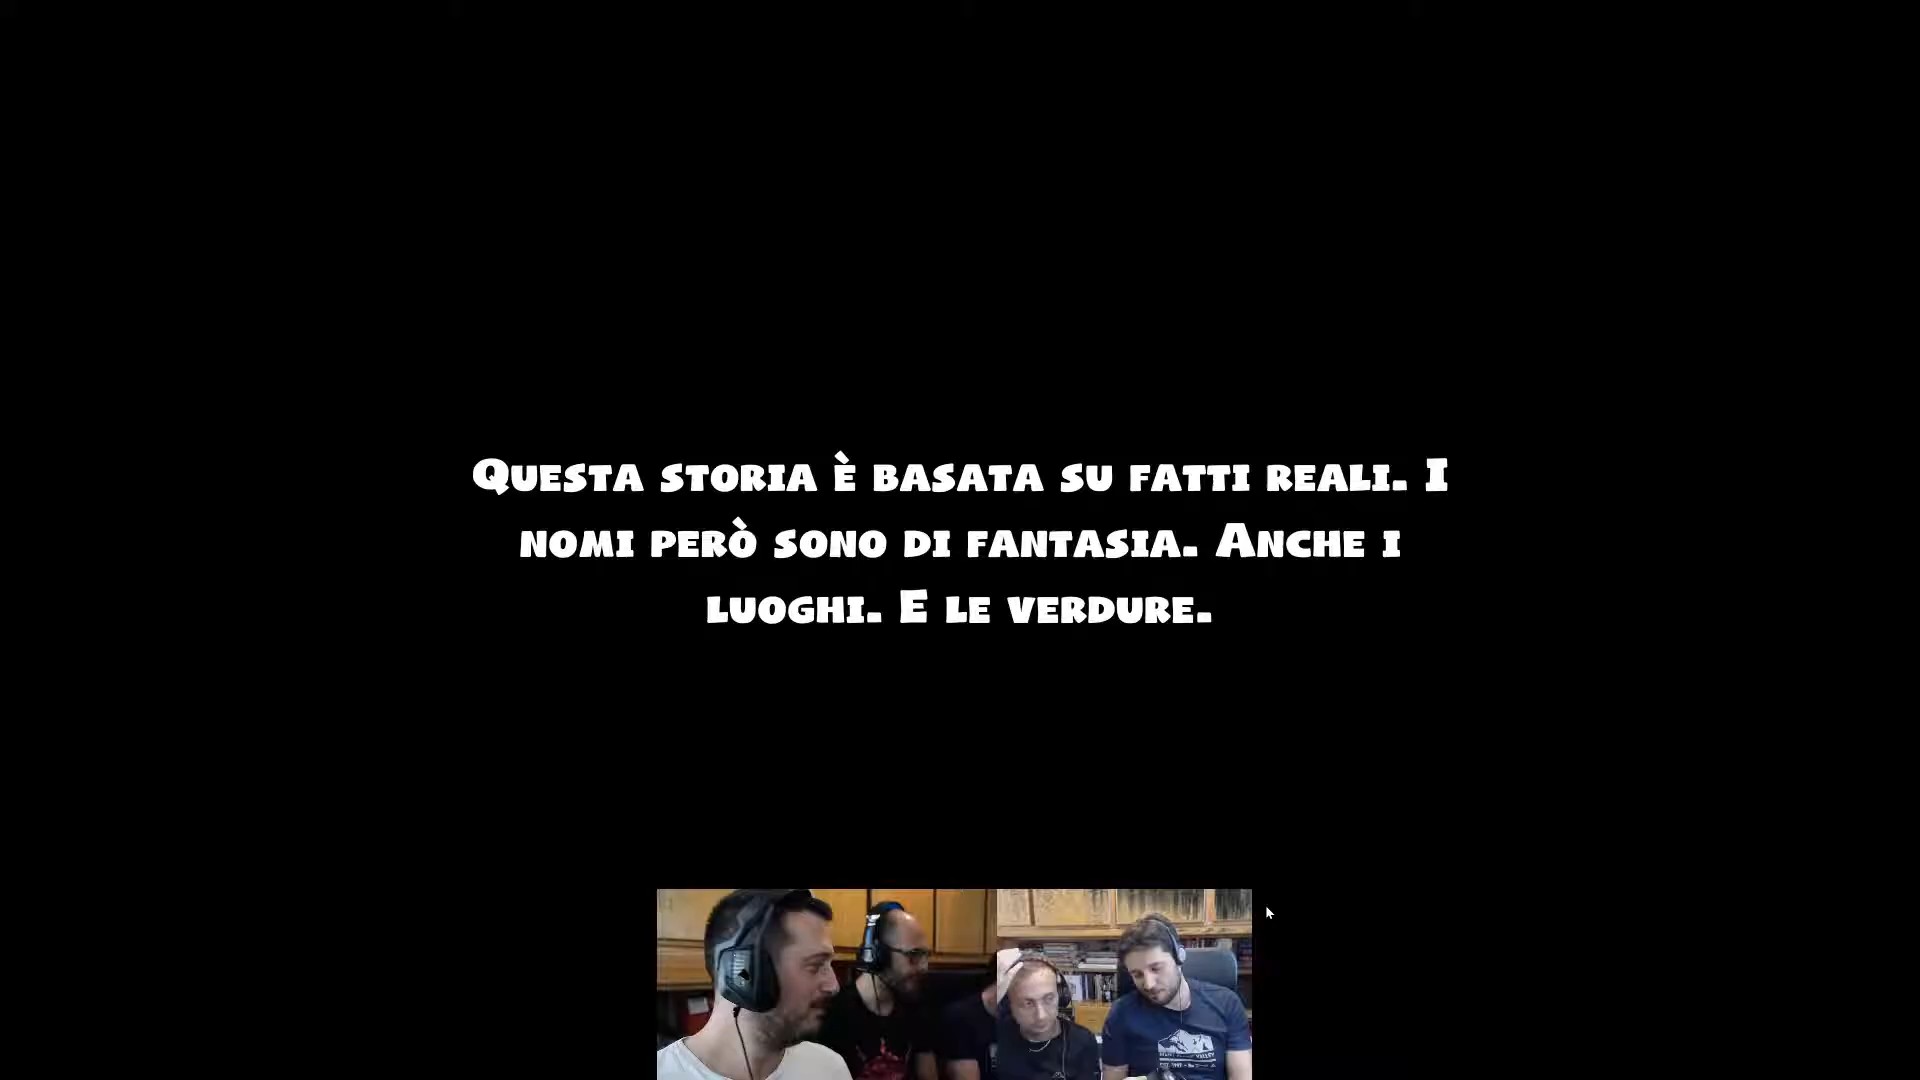 Questa storia è basata su fatti reali. I
nomi però sono di fantasia. Anche i
luoghi. E le verdure.